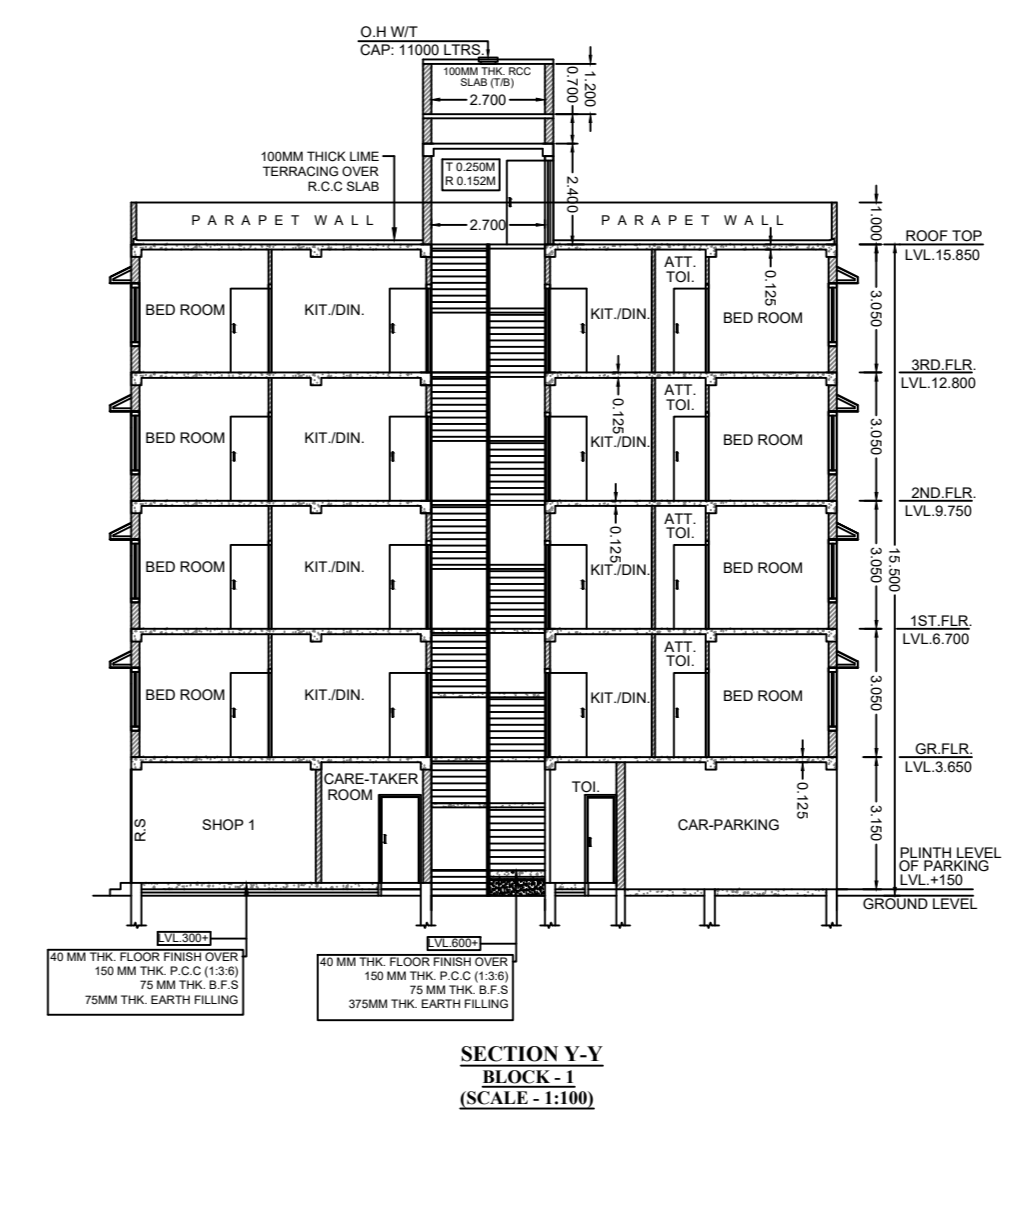 O.H W/T
CAP: 11000 LTRS.
100MM THK. RCC
SLAB (T/B)
2.700
0.700
1.200
100MM THICK LIME
TERRACING OVER
R.C.C SLAB
T 0.250M
R 0.152M
2.400
PARAPET WALL
2.700
PARAPET WALL
1.000
ROOF TOP
LVL.15.850
BED ROOM
KIT./DIN.
KIT./DIN.
ATT.
TOI.
BED ROOM
0.125
3.050
3RD.FLR.
LVL.12.800
BED ROOM
KIT./DIN.
0.125
KIT./DIN.
ATT.
TOI.
BED ROOM
3.050
2ND.FLR.
LVL.9.750
BED ROOM
KIT./DIN.
0.125
KIT./DIN.
ATT.
TOI.
BED ROOM
3.050
15.500
1ST.FLR.
LVL.6.700
BED ROOM
KIT./DIN.
KIT./DIN.
ATT.
TOI.
BED ROOM
3.050
GR.FLR.
LVL.3.650
R.S
SHOP 1
CARE-TAKER
ROOM
TOI.
CAR-PARKING
0.125
3.150
PLINTH LEVEL
OF PARKING
LVL.+150
GROUND LEVEL
LVL.300+
40 MM THK. FLOOR FINISH OVER
150 MM THK. P.C.C (1:3:6)
75 MM THK. B.F.S
75MM THK. EARTH FILLING
LVL.600+
40 MM THK. FLOOR FINISH OVER
150 MM THK. P.C.C (1:3:6)
75 MM THK. B.F.S
375MM THK. EARTH FILLING
SECTION Y-Y
BLOCK - 1
(SCALE - 1:100)